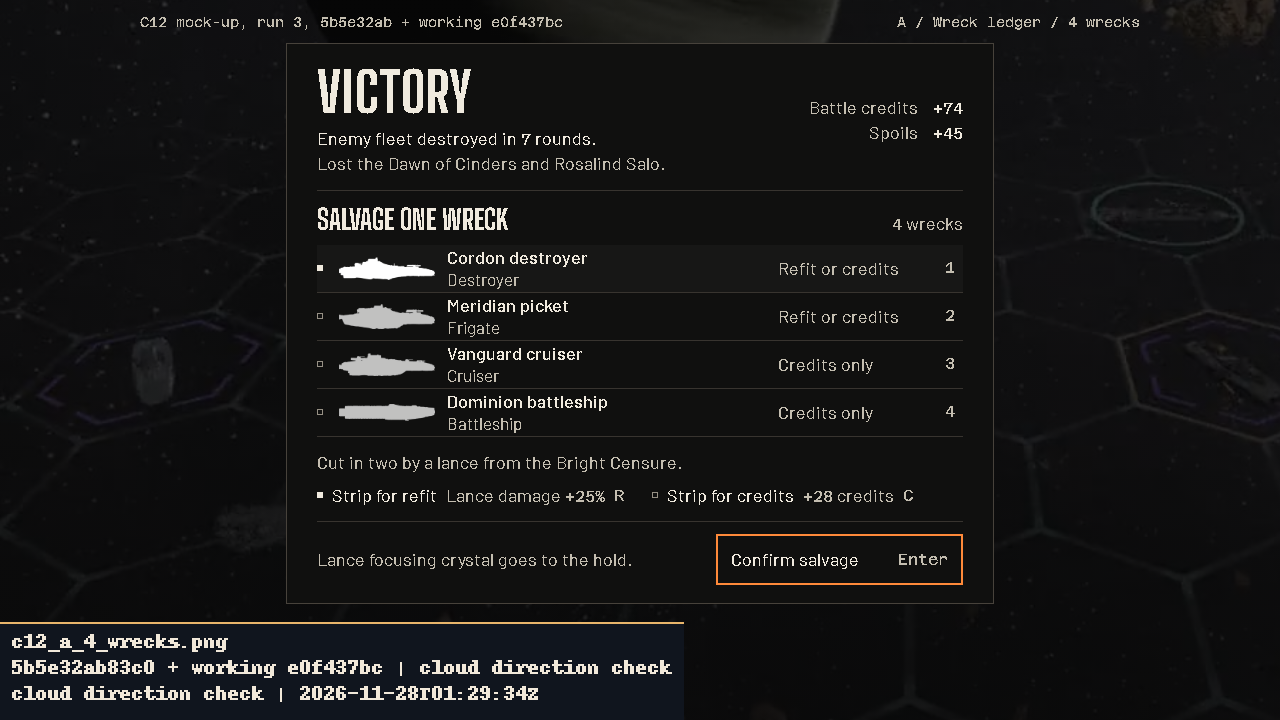 C12 mock-up, run 3, 5b5e32ab + working e0f437bc
A / Wreck ledger / 4 wrecks
VICTORY
Battle credits +74
Enemy fleet destroyed in 7 rounds.
Spoils +45
Lost the Dawn of Cinders and Rosalind Salo.
SALVAGE ONE WRECK
4 wrecks
Cordon destroyer
Destroyer
Refit or credits 1
Meridian picket
Frigate
Refit or credits 2
Vanguard cruiser
Cruiser
Credits only 3
Dominion battleship
Battleship
Credits only 4
Cut in two by a lance from the Bright Censure.
Strip for refit Lance damage +25% R Strip for credits +28 credits C
Lance focusing crystal goes to the hold.
Confirm salvage Enter
c12_a_4_wrecks.png
5b5e32ab83c0 + working e0f437bc | cloud direction check
cloud direction check | 2026-11-28T01:29:34Z